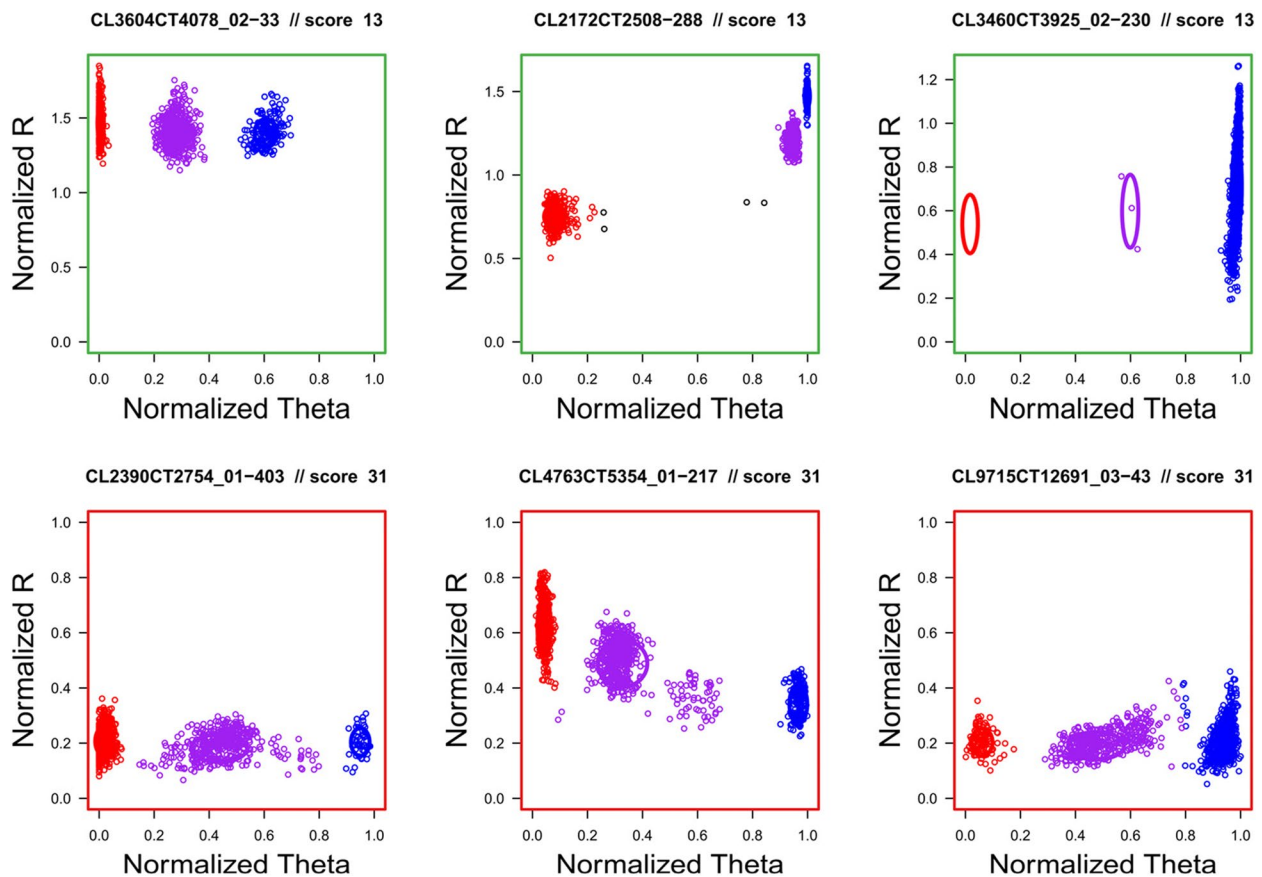 CL3604CT4078_02−33 // score 13
CL2172CT2508−288 // score 13
CL3460CT3925_02−230 // score 13
Normalized R
1.5
1.0
0.5
0.0
0.0 0.2 0.4 0.6 0.8 1.0
Normalized Theta
Normalized R
1.5
1.0
0.5
0.0
0.0 0.2 0.4 0.6 0.8 1.0
Normalized Theta
Normalized R
1.2
1.0
0.8
0.6
0.4
0.2
0.0
0.0 0.2 0.4 0.6 0.8 1.0
Normalized Theta
CL2390CT2754_01−403 // score 31
CL4763CT5354_01−217 // score 31
CL9715CT12691_03−43 // score 31
Normalized R
1.0
0.8
0.6
0.4
0.2
0.0
0.0 0.2 0.4 0.6 0.8 1.0
Normalized Theta
Normalized R
1.0
0.8
0.6
0.4
0.2
0.0
0.0 0.2 0.4 0.6 0.8 1.0
Normalized Theta
Normalized R
1.0
0.8
0.6
0.4
0.2
0.0
0.0 0.2 0.4 0.6 0.8 1.0
Normalized Theta